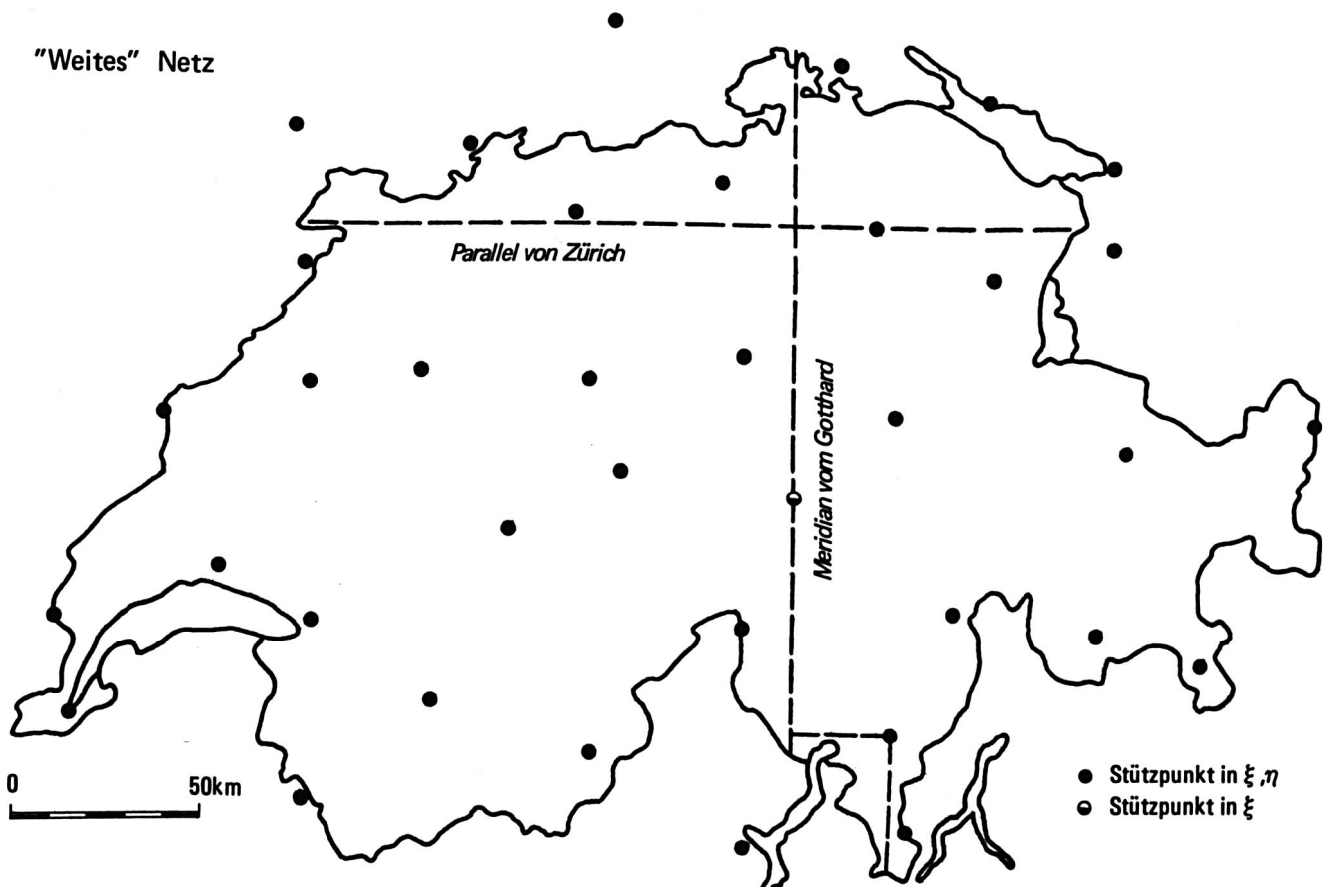 "Weites" Netz
Parallel von Zürich
Meridian vom Gotthard
0 50km
Stützpunkt in ξ ,η
Stützpunkt in ξ